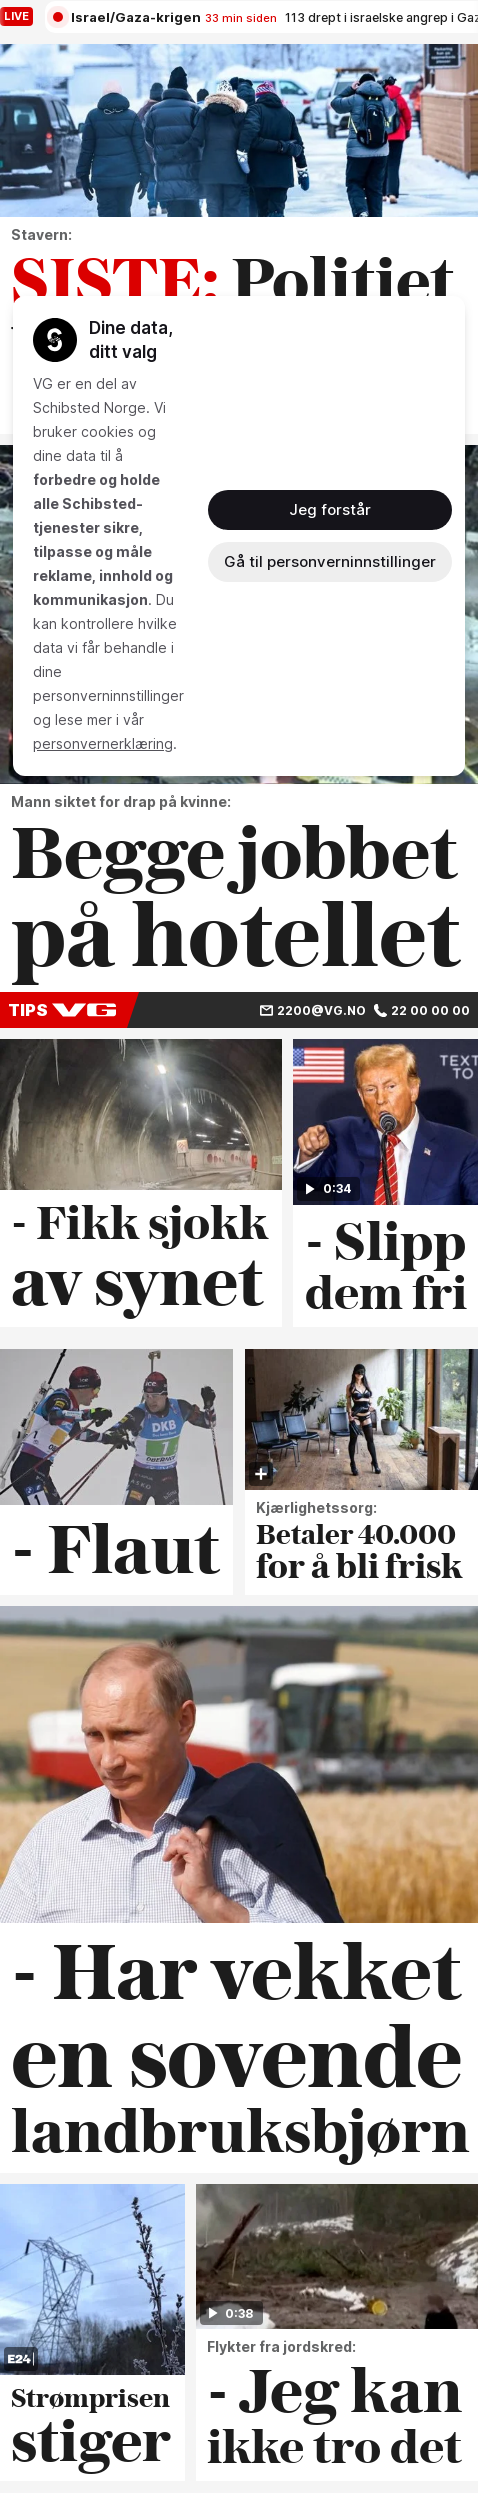 LIVE
Israel/Gaza-krigen 33 min siden 113 drept i israelske angrep i Gaz
Stavern:
SISTE: Politiet
Dine data,
ditt valg
VG er en del av
Schibsted Norge. Vi
bruker cookies og
dine data til å
forbedre og holde
alle Schibsted-
tjenester sikre,
tilpasse og måle
reklame, innhold og
kommunikasjon. Du
kan kontrollere hvilke
data vi får behandle i
dine
personverninnstillinger
og lese mer i vår
personvernerklæring.
Jeg forstår
Gå til personverninnstillinger
Mann siktet for drap på kvinne:
Begge jobbet
på hotellet
TIPS VG
2200@VG.NO 22 00 00 00
- Fikk sjokk
av synet
TEXT
TO
0:34
- Slipp
dem fri
DKB
- Flaut
Kjærlighetssorg:
Betaler 40.000
for å bli frisk
- Har vekket
en sovende
landbruksbjørn
E24
Strømprisen
stiger
0:38
Flykter fra jordskred:
- Jeg kan
ikke tro det